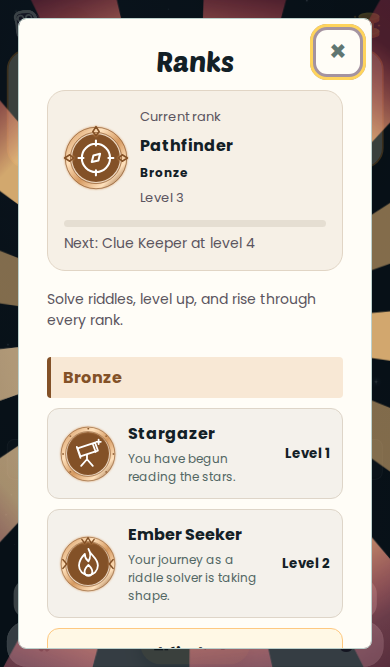 Ranks
Current rank
Pathfinder
Bronze
Level 3
Next: Clue Keeper at level 4
Solve riddles, level up, and rise through
every rank.
Bronze
Stargazer
You have begun
reading the stars.
Level 1
Ember Seeker
Your journey as a
riddle solver is taking
shape.
Level 2